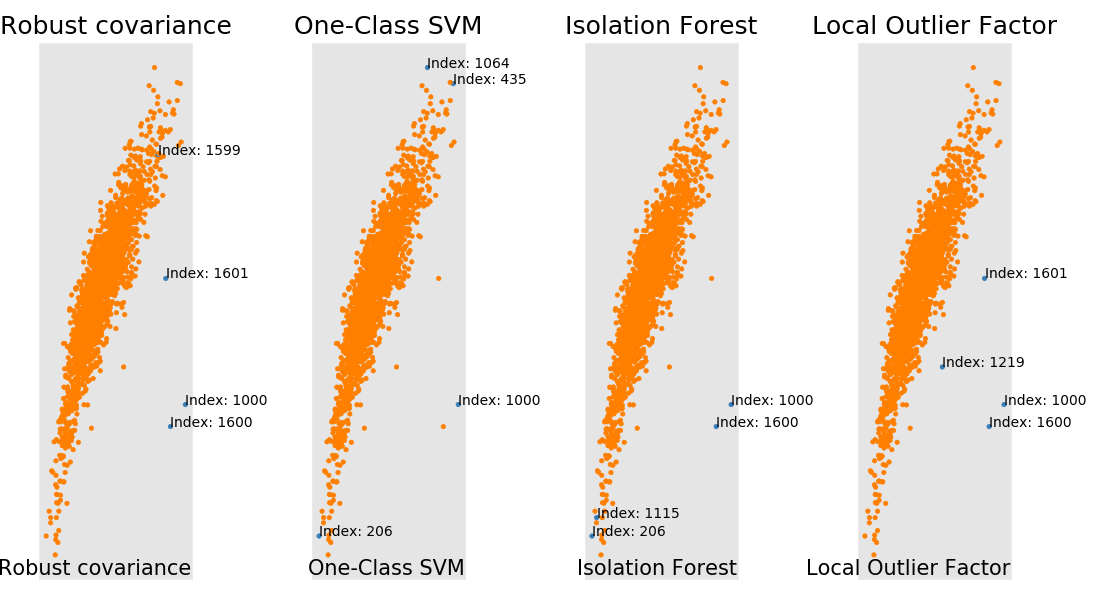 Robust covariance
One-Class SVM
Isolation Forest
Local Outlier Factor
Index: 1599
Index: 1601
Index: 1000
Index: 1600
Index: 1064
Index: 435
Index: 1000
Index: 206
Index: 1000
Index: 1600
Index: 1115
Index: 206
Index: 1601
Index: 1219
Index: 1000
Index: 1600
Robust covariance
One-Class SVM
Isolation Forest
Local Outlier Factor